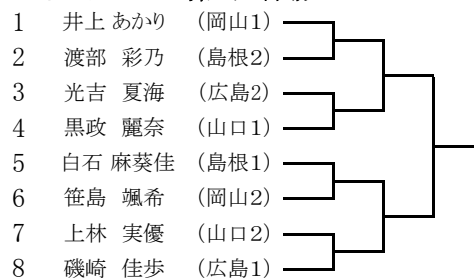 1 井上 あかり (岡山1)
2 渡部 彩乃 (島根2)
3 光吉 夏海 (広島2)
4 黒政 麗奈 (山口1)
5 白石 麻葵佳 (島根1)
6 笹島 颯希 (岡山2)
7 上林 実優 (山口2)
8 磯崎 佳歩 (広島1)